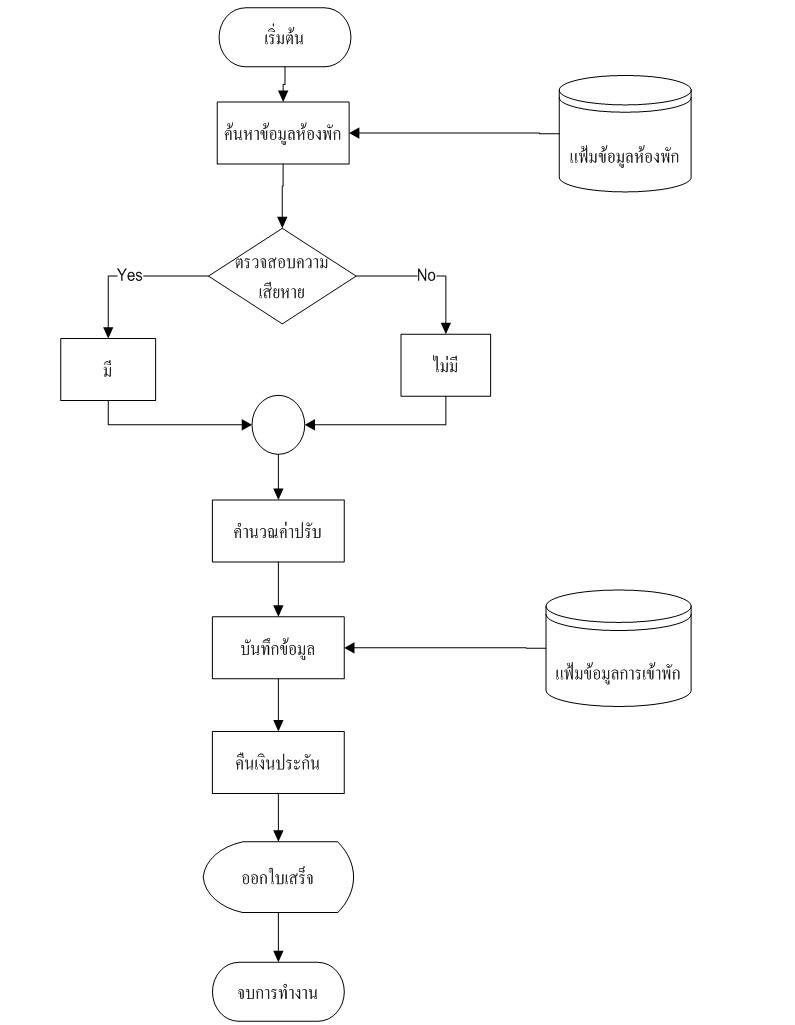 เริ่มต้น
ค้นหาข้อมูลห้องพัก
แฟ้มข้อมูลห้องพัก
ตรวจสอบความ
เสียหาย
Yes
No
มี
ไม่มี
คำนวณค่าปรับ
บันทึกข้อมูล
แฟ้มข้อมูลการเข้าพัก
คืนเงินประกัน
ออกใบเสร็จ
จบการทำงาน